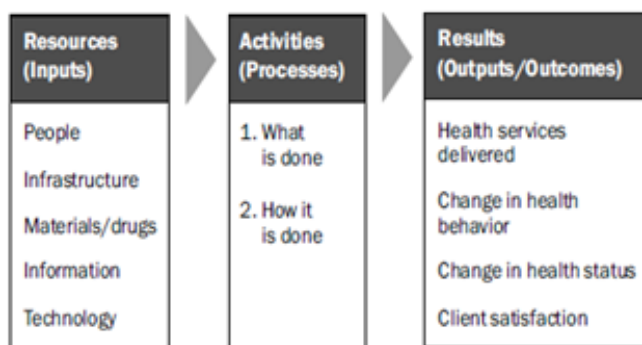 Resources
(Inputs)
People
Infrastructure
Materials/drugs
Information
Technology
Activities
(Processes)
1. What
is done
2. How it
is done
Results
(Outputs/Outcomes)
Health services
delivered
Change in health
behavior
Change in health status
Client satisfaction